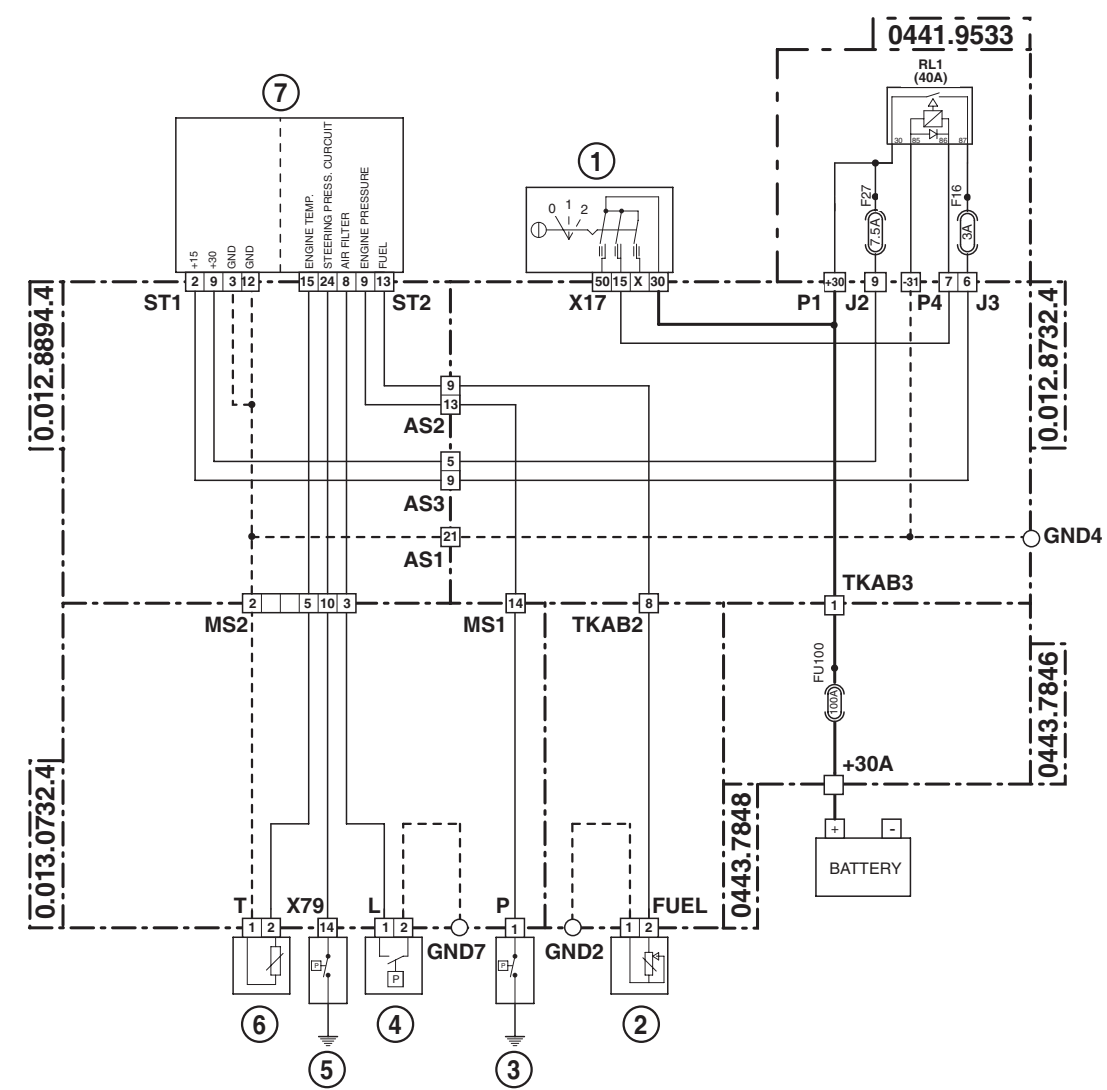 0441.9533
RL1
(40A)
30 85 86 87
7
1
0 1 2
F27
7.5A
F16
3A
+15
+30
GND
GND
ENGINE TEMP.
STEERING PRESS. CURCUIT
AIR FILTER
ENGINE PRESSURE
FUEL
2 9 3 12
15 24 8 9 13
50 15 X 30
+30
9
-31
7 6
ST1
ST2
X17
P1
J2
P4
J3
0.012.8894.4
0.012.8732.4
9
13
AS2
5
9
AS3
21
AS1
GND4
TKAB3
2 5 10 3
14
8
1
MS2
MS1
TKAB2
FU100
100A
0443.7846
+30A
0.013.0732.4
0443.7848
+ -
BATTERY
T
X79
L
P
FUEL
1 2
14
1 2
1
1 2
GND7
GND2
P
P
P
6
4
2
5
3